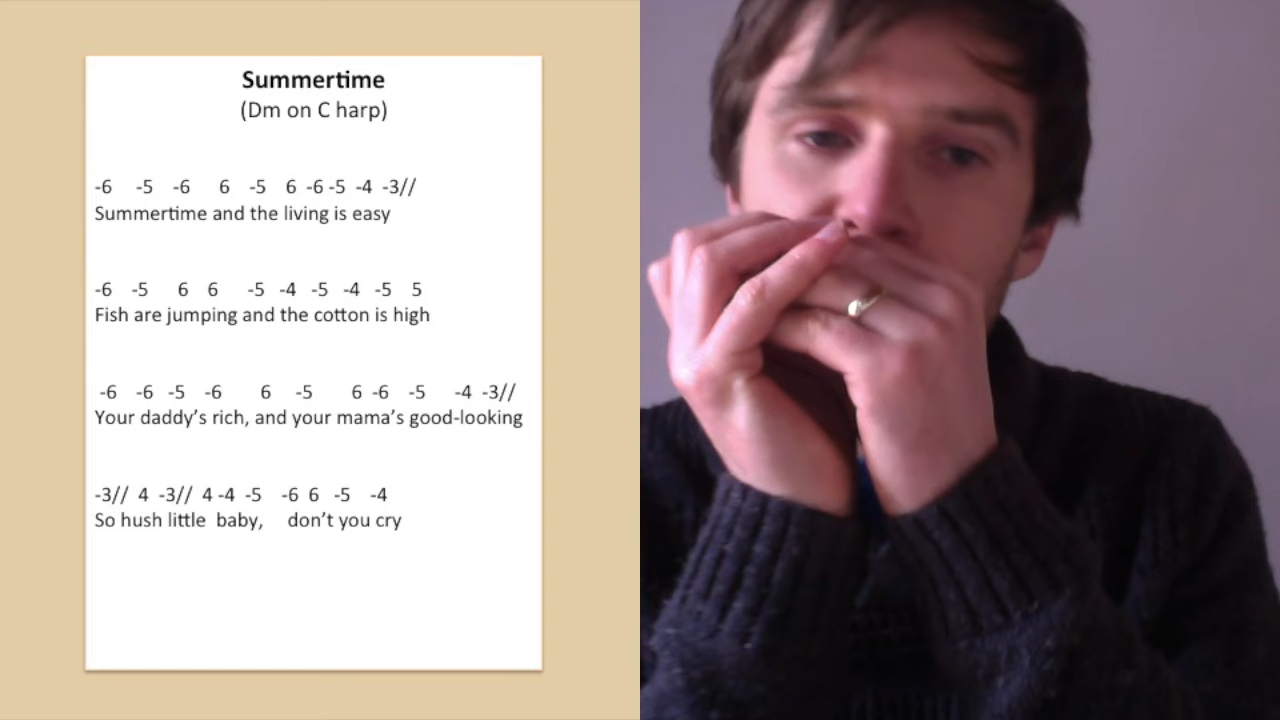 Summertime
(Dm on C harp)
-6 -5 -6 6 -5 6 -6 -5 -4 -3//
Summertime and the living is easy
-6 -5 6 6 -5 -4 -5 -4 -5 5
Fish are jumping and the cotton is high
-6 -6 -5 -6 6 -5 6 -6 -5 -4 -3//
Your daddy's rich, and your mama's good-looking
-3// 4 -3// 4 -4 -5 -6 6 -5 -4
So hush little baby, don't you cry